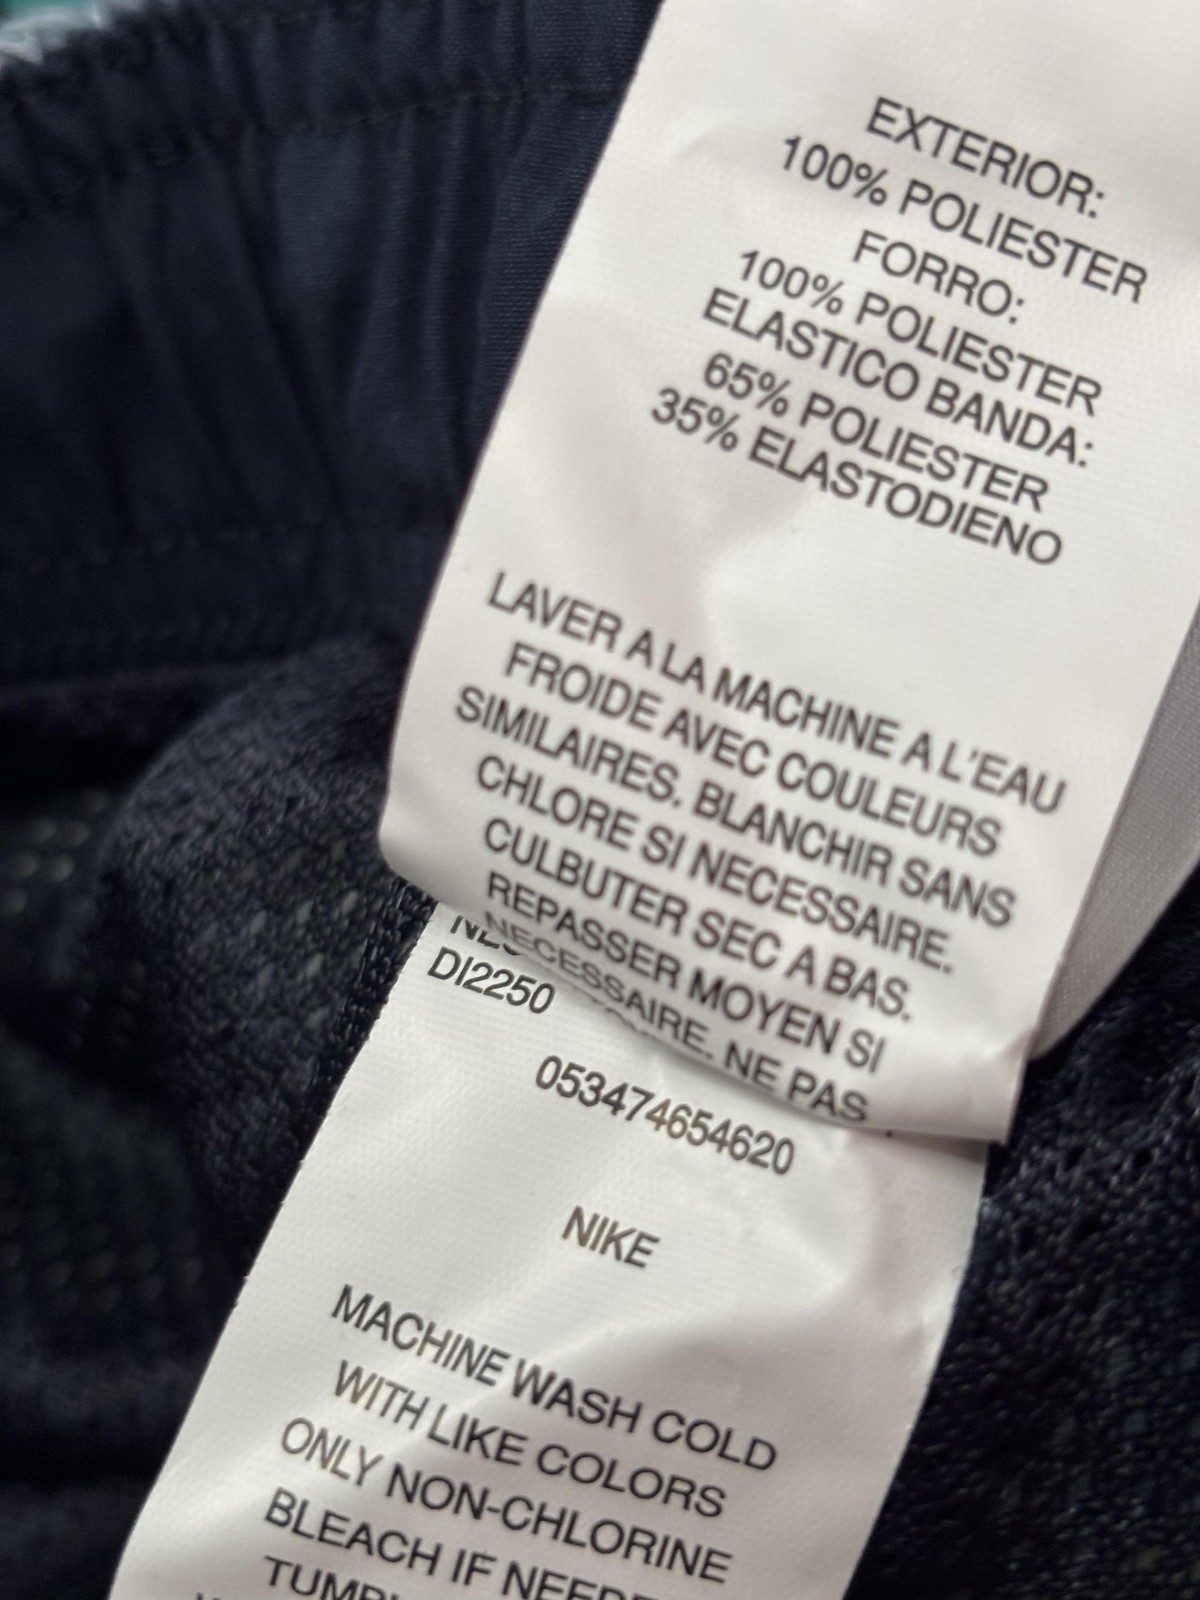 EXTERIOR:
100% POLIESTER
FORRO:
100% POLIESTER
ELASTICO BANDA:
65% POLIESTER
35% ELASTODIENO
LAVER A LA MACHINE A L'EAU
FROIDE AVEC COULEURS
SIMILAIRES. BLANCHIR SANS
CHLORE SI NECESSAIRE.
CULBUTER SEC A BAS.
REPASSER MOYEN SI
NECESSAIRE. NE PAS
DI2250
053474654620
NIKE
MACHINE WASH COLD
WITH LIKE COLORS
ONLY NON-CHLORINE
BLEACH IF